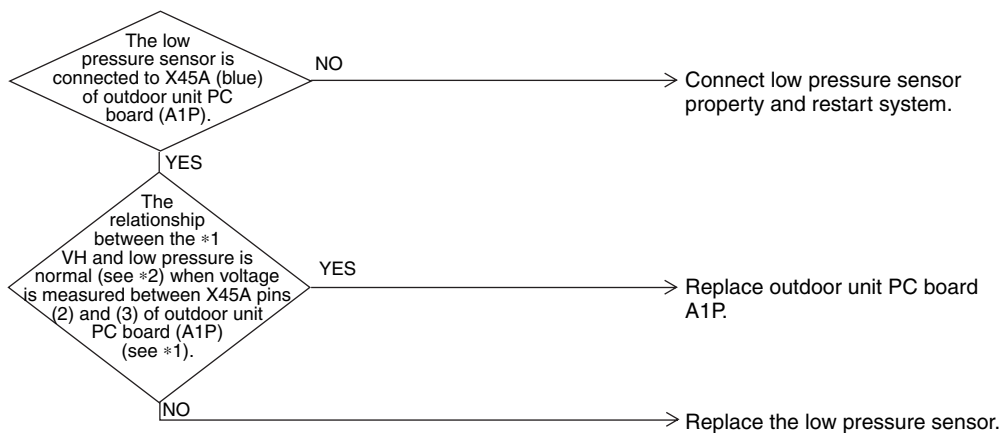 The low
pressure sensor is
connected to X45A (blue)
of outdoor unit PC
board (A1P).
NO
Connect low pressure sensor
property and restart system.
YES
The
relationship
between the *1
VH and low pressure is
normal (see *2) when voltage
is measured between X45A pins
(2) and (3) of outdoor unit
PC board (A1P)
(see *1).
YES
Replace outdoor unit PC board
A1P.
NO
Replace the low pressure sensor.